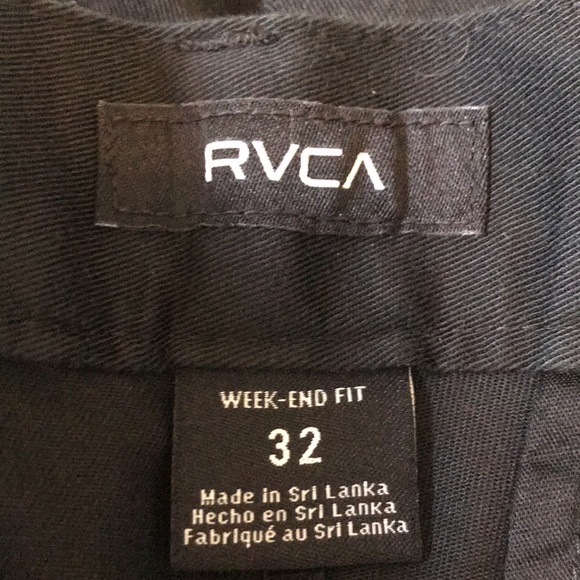 RVCA
WEEK-END FIT
32
Made in Sri Lanka
Hecho en Sri Lanka
Fabriqué au Sri Lanka